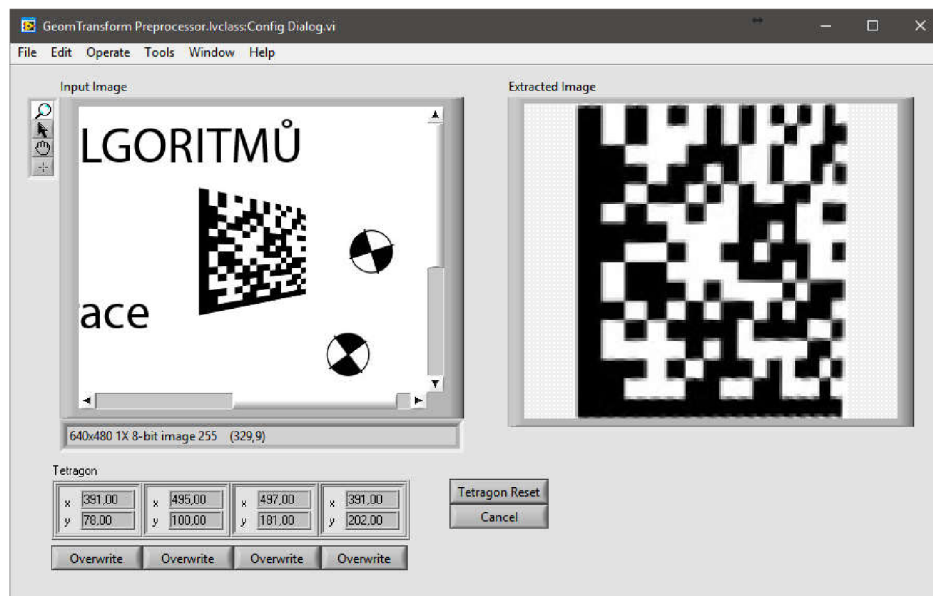 GeomTransform Preprocessor.lvclass:Config Dialog.vi
File Edit Operate Tools Window Help
Input Image
Extracted Image
LGORITMŮ
ace
640x480 1X 8-bit image 255 (329,9)
Tetragon
x 391,00 x 495,00 x 497,00 x 391,00
y 78,00 y 100,00 y 181,00 y 202,00
Tetragon Reset
Cancel
Overwrite Overwrite Overwrite Overwrite